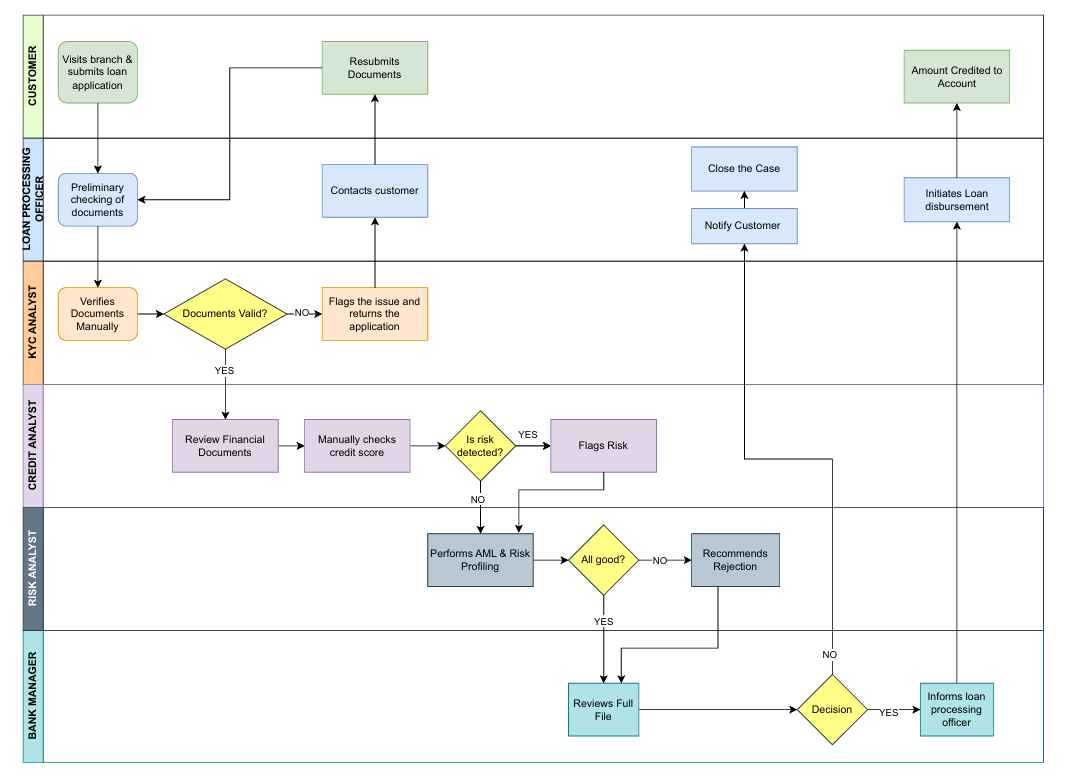 CUSTOMER
Visits branch &
submits loan
application
Resubmits
Documents
Amount Credited to
Account
LOAN PROCESSING
OFFICER
Preliminary
checking of
documents
Contacts customer
Close the Case
Notify Customer
Initiates Loan
disbursement
KYC ANALYST
Verifies
Documents
Manually
Documents Valid?
NO
Flags the issue and
returns the
application
YES
CREDIT ANALYST
Review Financial
Documents
Manually checks
credit score
Is risk
detected?
YES
Flags Risk
NO
RISK ANALYST
Performs AML & Risk
Profiling
All good?
NO
Recommends
Rejection
YES
BANK MANAGER
Reviews Full
File
NO
Decision
YES
Informs loan
processing
officer